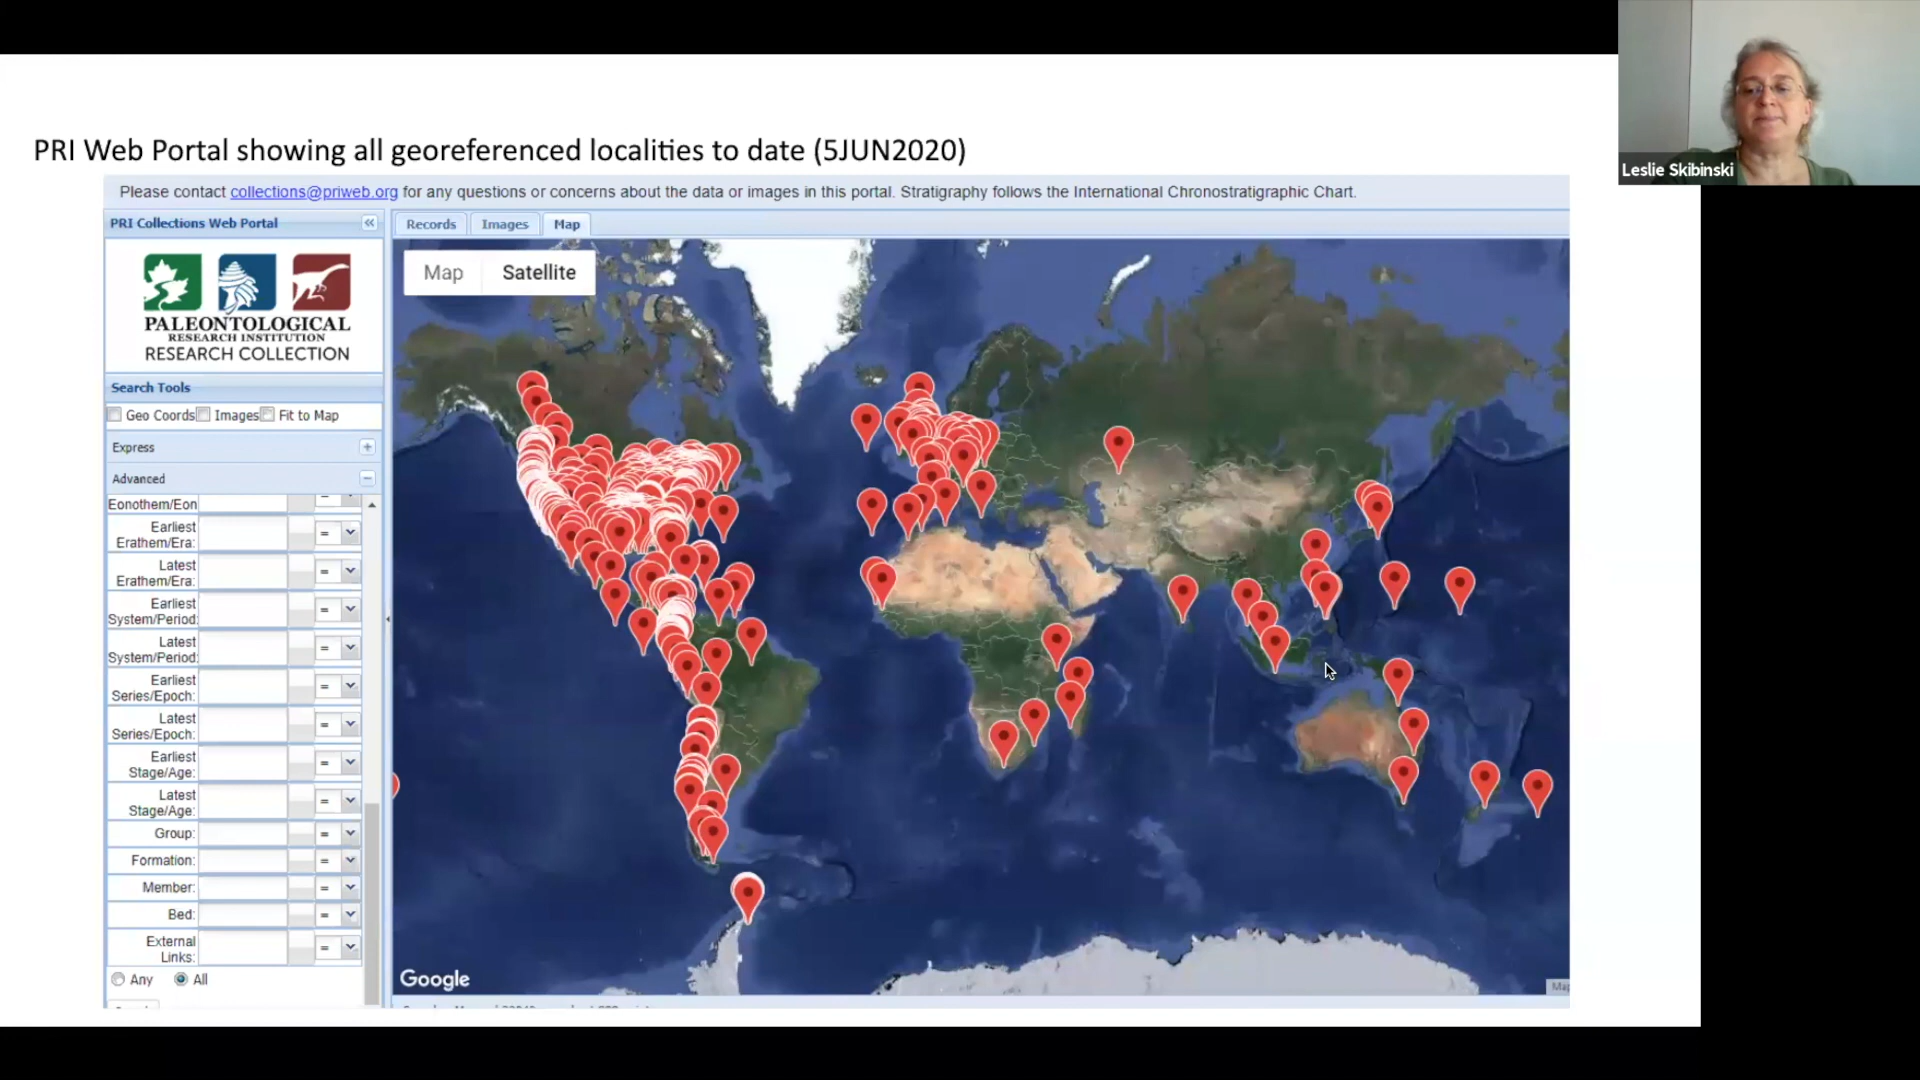 Leslie Skibinski
PRI Web Portal showing all georeferenced localities to date (5JUN2020)
Please contact collections@priweb.org for any questions or concerns about the data or images in this portal. Stratigraphy follows the International Chronostratigraphic Chart.
PRI Collections Web Portal
Records Images Map
Map Satellite
PALEONTOLOGICAL
RESEARCH INSTITUTION
RESEARCH COLLECTION
Search Tools
Geo Coords Images Fit to Map
Express
Advanced
Eonothem/Eon
Earliest
Erathem/Era: =
Latest
Erathem/Era: =
Earliest
System/Period: =
Latest
System/Period: =
Earliest
Series/Epoch: =
Latest
Series/Epoch: =
Earliest
Stage/Age: =
Latest
Stage/Age: =
Group: =
Formation: =
Member: =
Bed: =
External
Links: =
Any All
Google